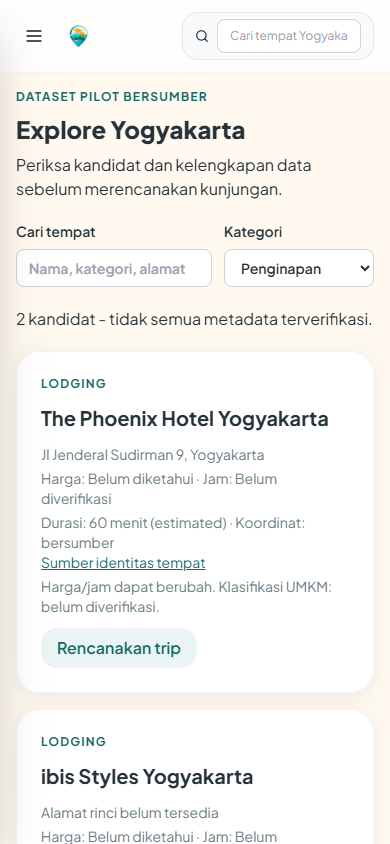 Cari tempat Yogyaka
DATASET PILOT BERSUMBER
Explore Yogyakarta
Periksa kandidat dan kelengkapan data
sebelum merencanakan kunjungan.
Cari tempat
Kategori
Nama, kategori, alamat
Penginapan
2 kandidat - tidak semua metadata terverifikasi.
LODGING
The Phoenix Hotel Yogyakarta
Jl Jenderal Sudirman 9, Yogyakarta
Harga: Belum diketahui · Jam: Belum
diverifikasi
Durasi: 60 menit (estimated) · Koordinat:
bersumber
Sumber identitas tempat
Harga/jam dapat berubah. Klasifikasi UMKM:
belum diverifikasi.
Rencanakan trip
LODGING
ibis Styles Yogyakarta
Alamat rinci belum tersedia
Harga: Belum diketahui · Jam: Belum